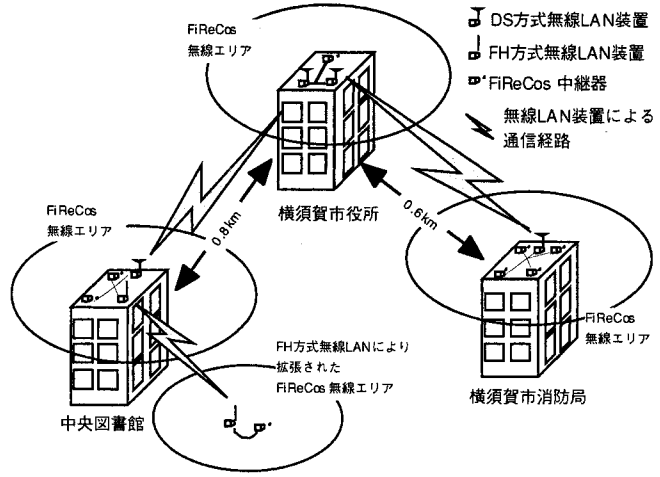 FiReCos
無線エリア
DS方式無線LAN装置
FH方式無線LAN装置
FiReCos 中継器
無線LAN装置による
通信経路
横須賀市役所
0.8km
0.6km
FiReCos
無線エリア
中央図書館
FH方式無線LANにより
拡張された
FiReCos 無線エリア
FiReCos
無線エリア
横須賀市消防局